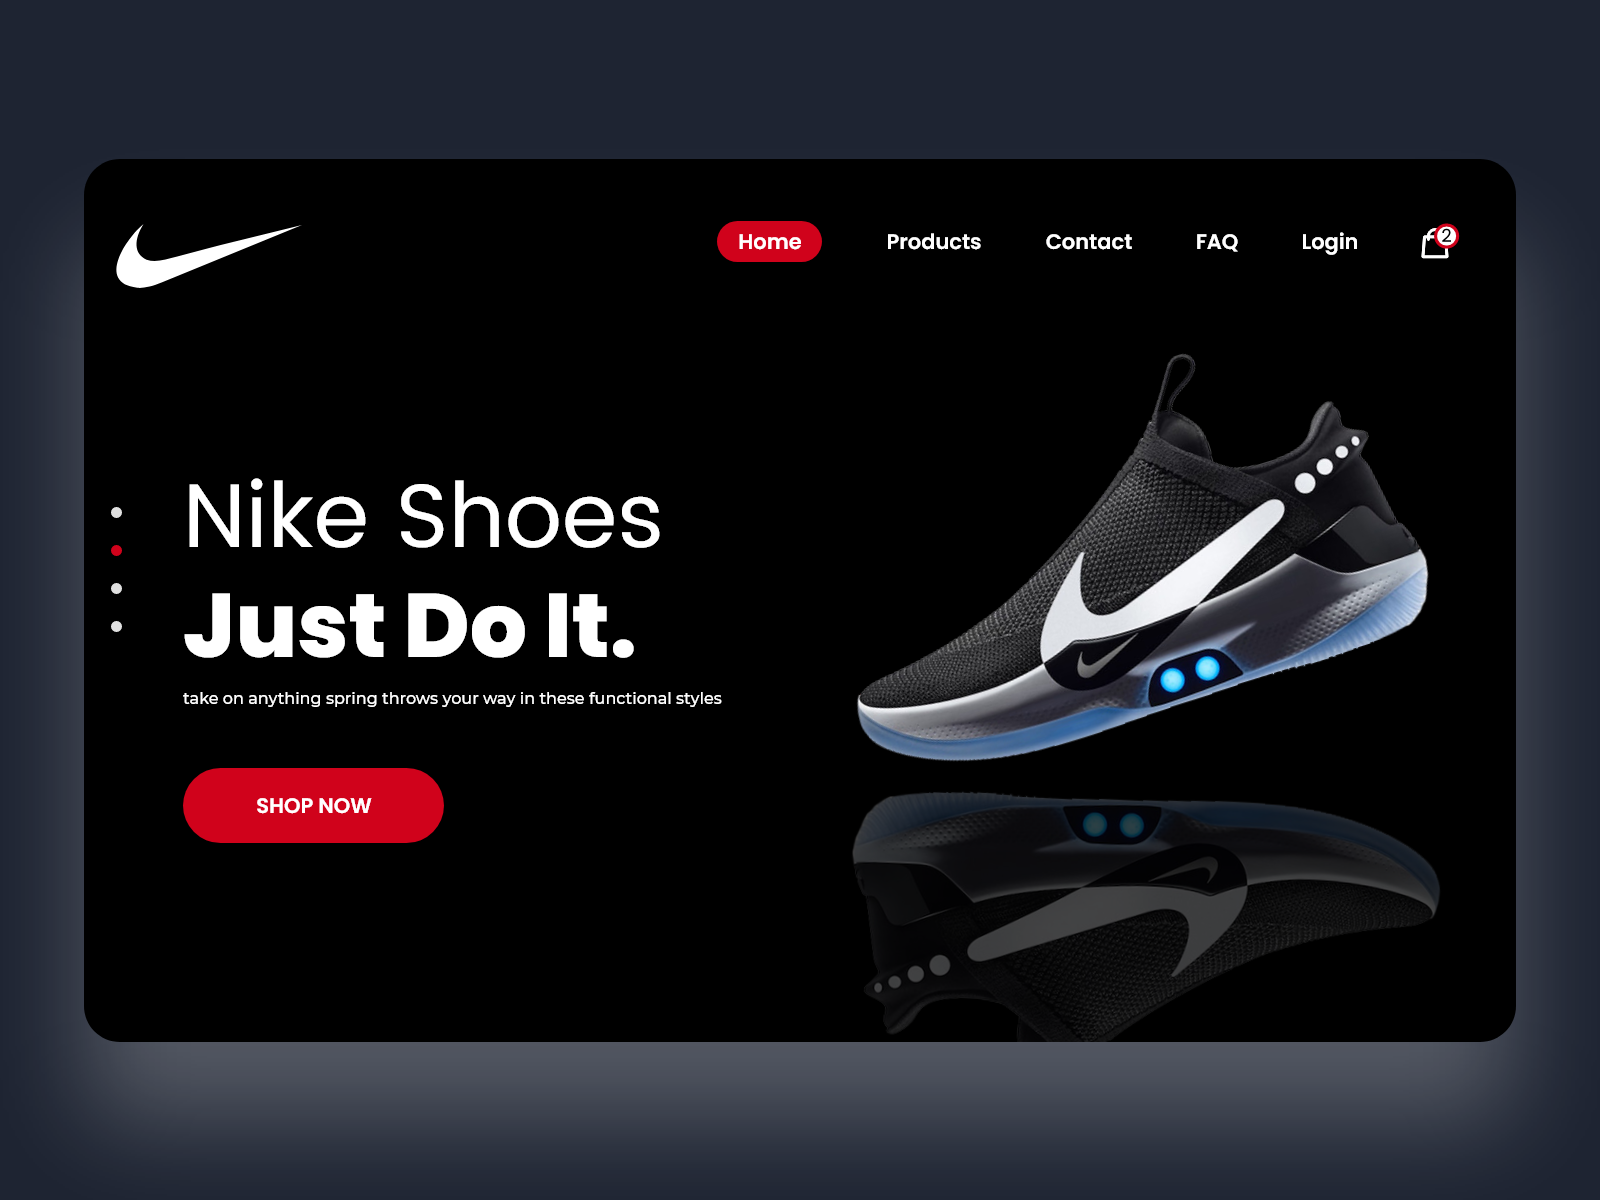 Home Products Contact FAQ Login 2
Nike Shoes
Just Do It.
take on anything spring throws your way in these functional styles
SHOP NOW